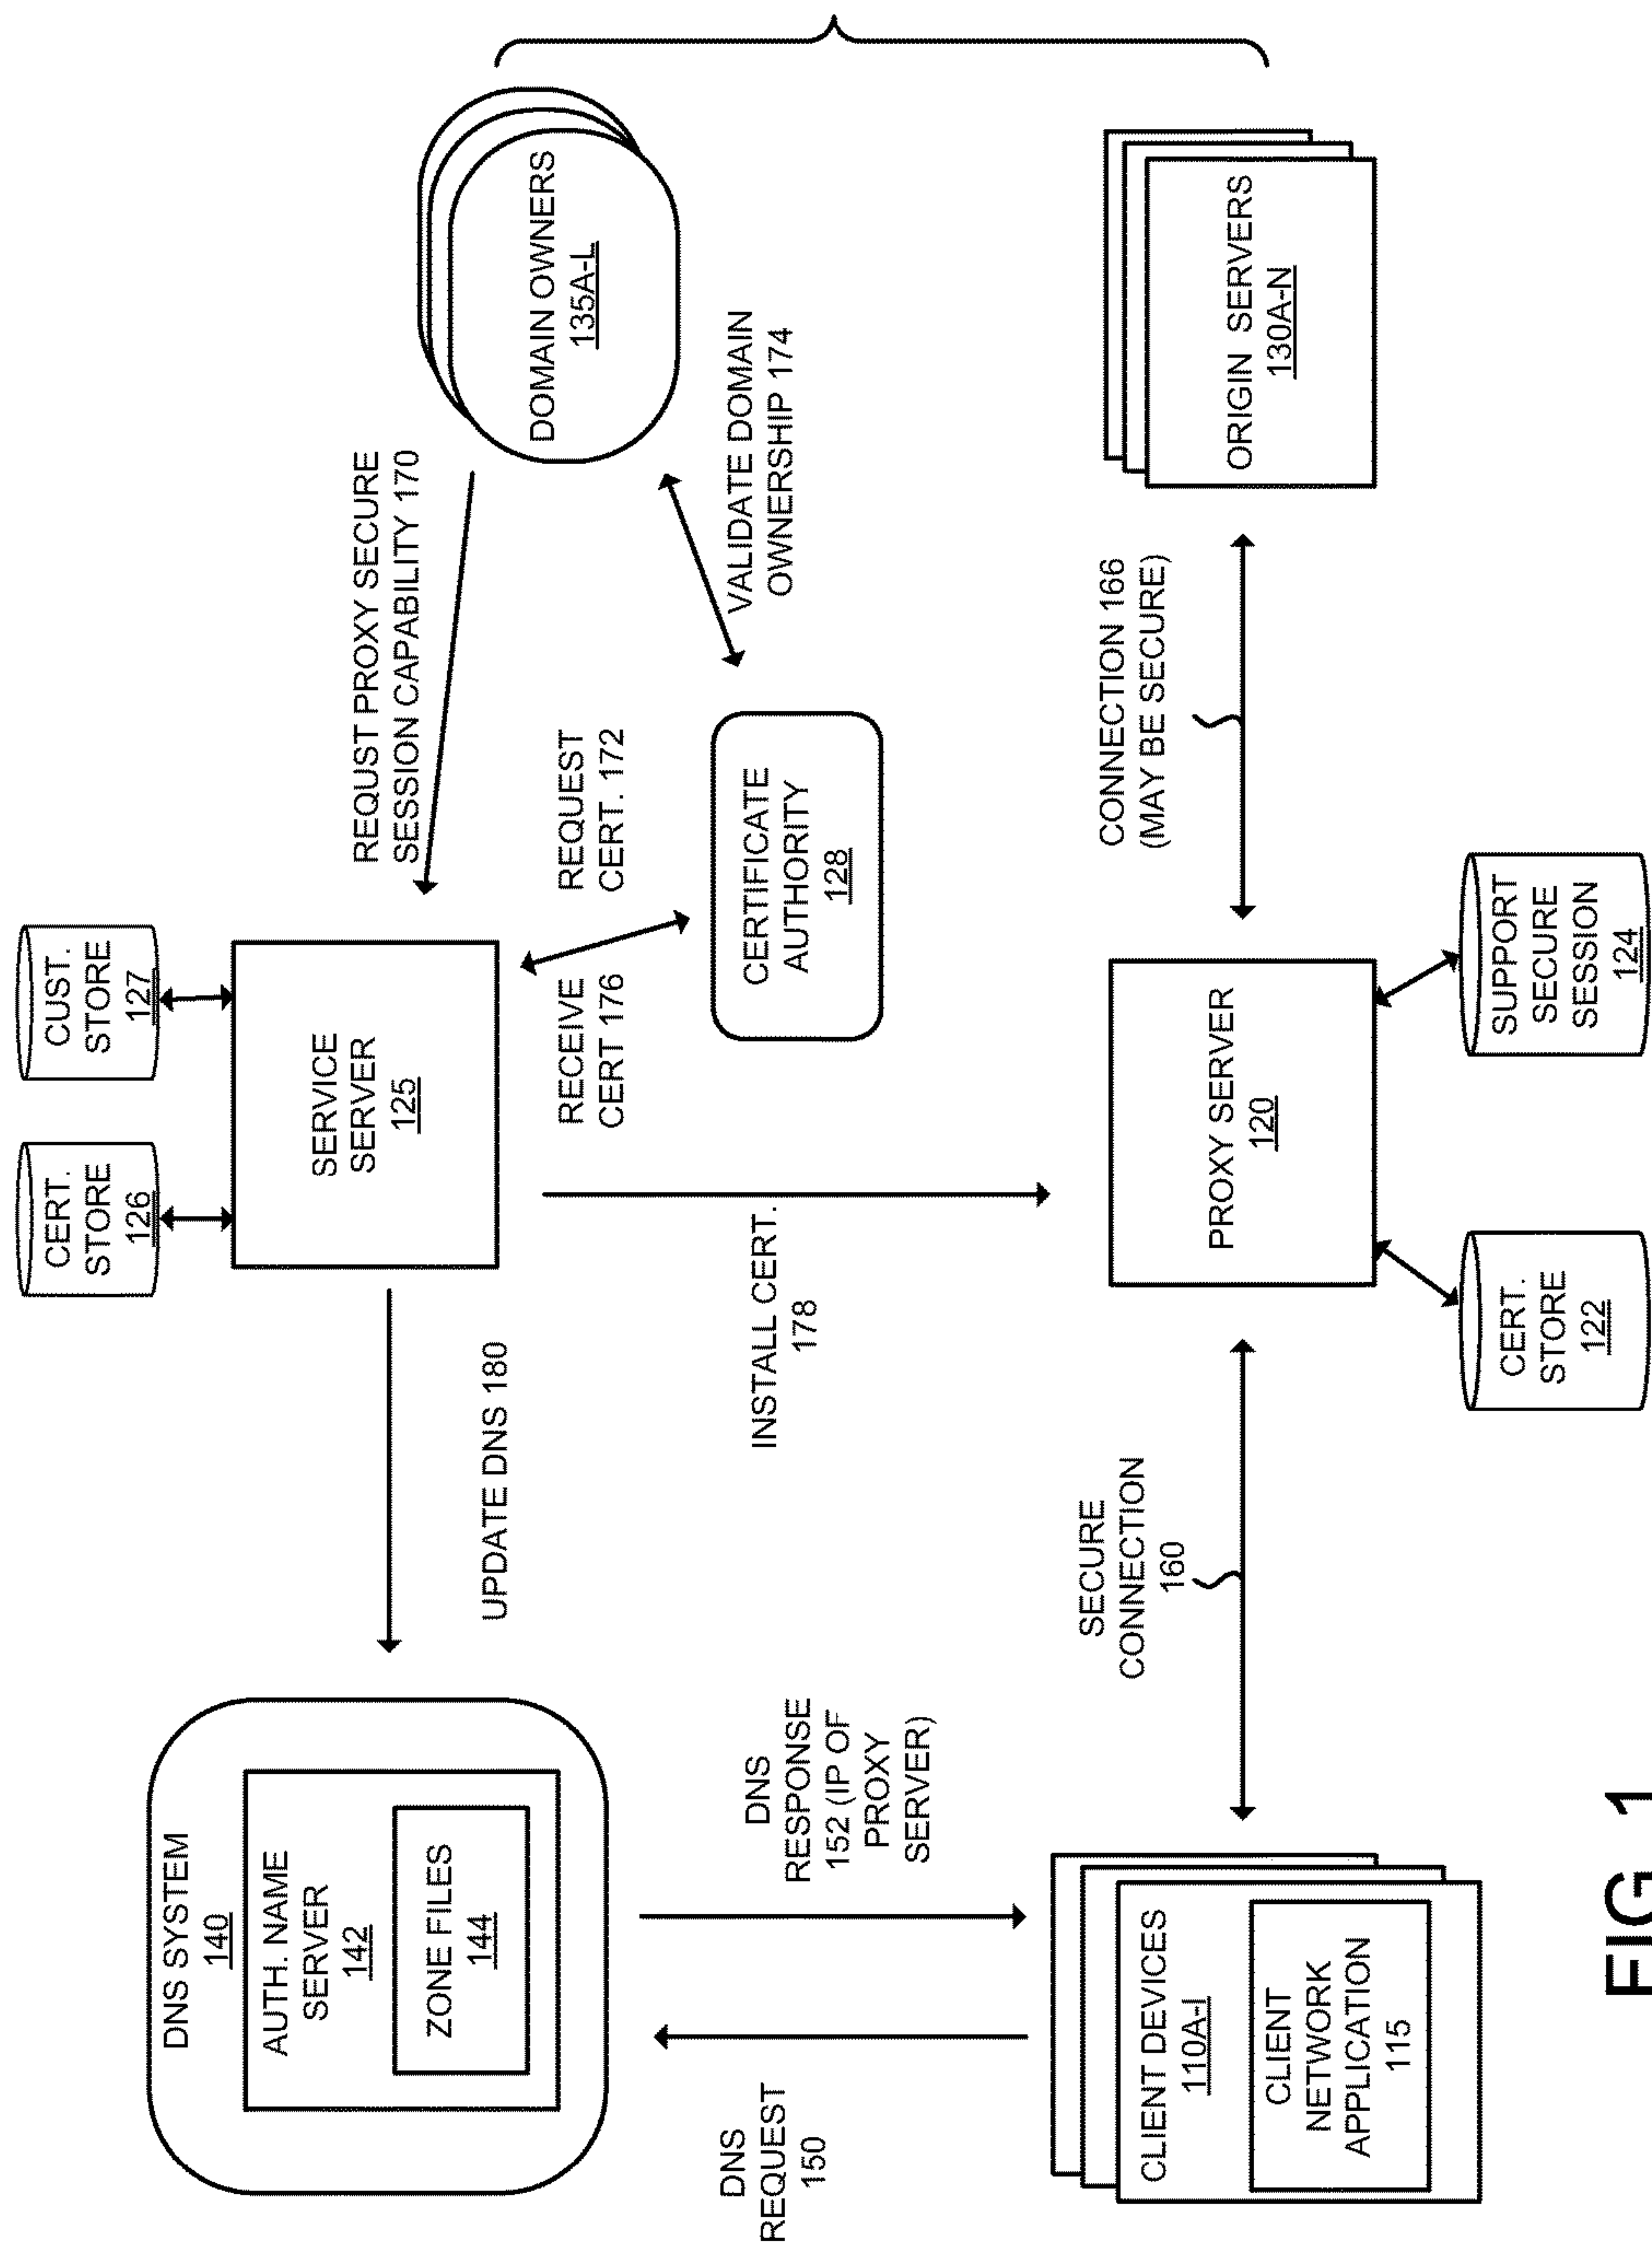 DNS SYSTEM
140
AUTH. NAME
SERVER
142
ZONE FILES
144
UPDATE DNS 180
CERT.
STORE
126
CUST.
STORE
127
SERVICE
SERVER
125
REQUST PROXY SECURE
SESSION CAPABILITY 170
DOMAIN OWNERS
135A-L
RECEIVE
CERT 176
REQUEST
CERT. 172
CERTIFICATE
AUTHORITY
128
VALIDATE DOMAIN
OWNERSHIP 174
DNS
REQUEST
150
DNS
RESPONSE
152 (IP OF
PROXY
SERVER)
INSTALL CERT.
178
CLIENT DEVICES
110A-I
CLIENT
NETWORK
APPLICATION
115
SECURE
CONNECTION
160
PROXY SERVER
120
CONNECTION 166
(MAY BE SECURE)
ORIGIN SERVERS
130A-N
CERT.
STORE
122
SUPPORT
SECURE
SESSION
124
FIG. 1